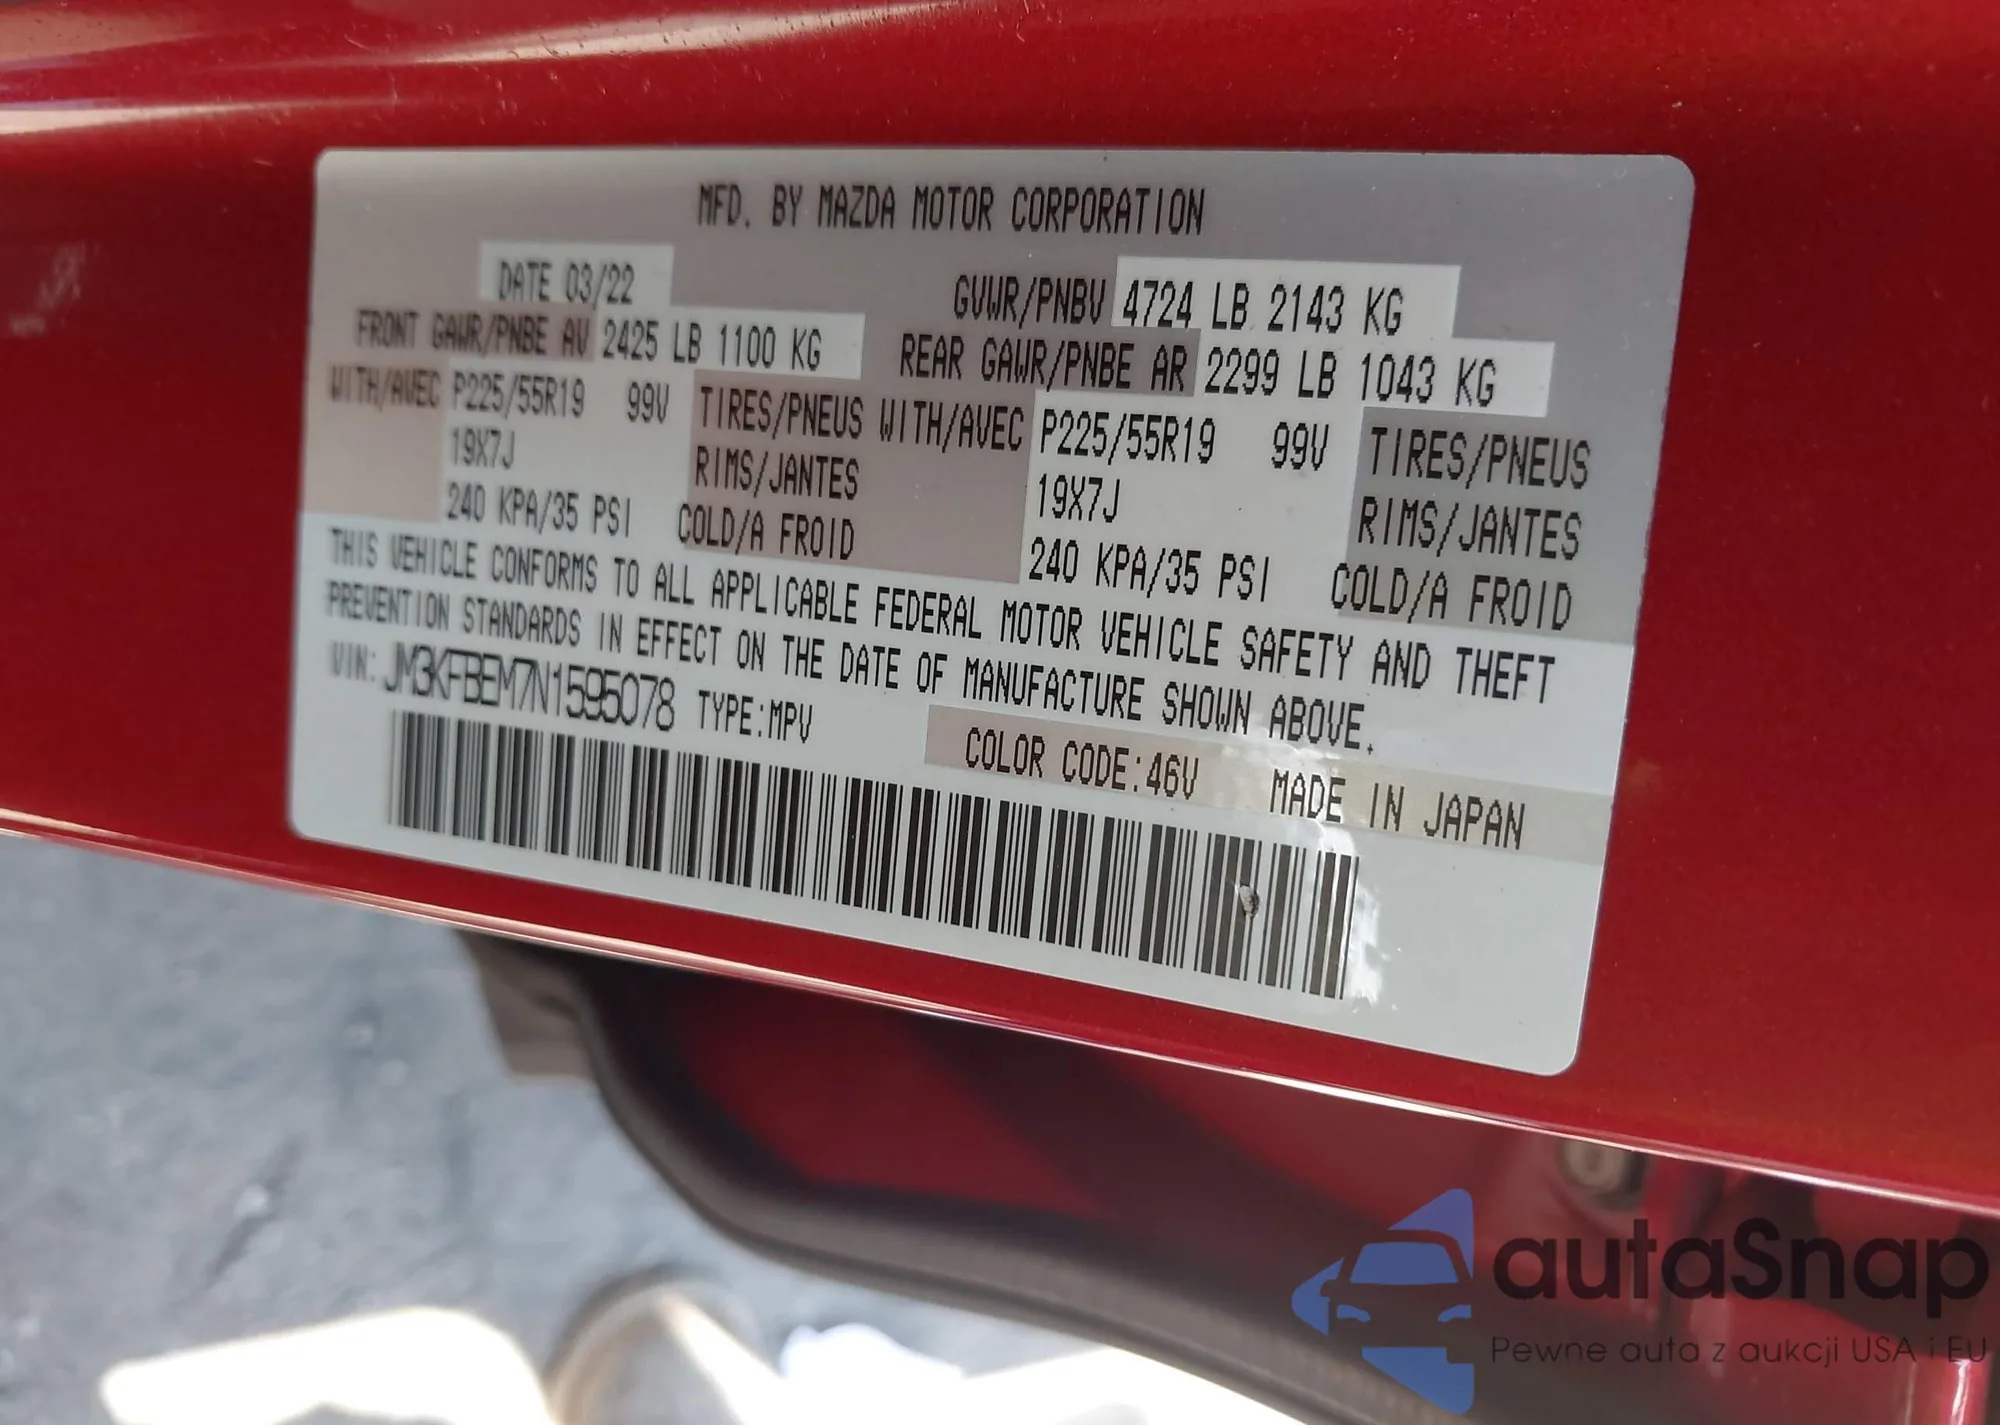 MFD. BY MAZDA MOTOR CORPORATION
DATE 03/22 GVWR/PNBV 4724 LB 2143 KG
FRONT GAWR/PNBE AV 2425 LB 1100 KG REAR GAWR/PNBE AR 2299 LB 1043 KG
WITH/AVEC P225/55R19 99V TIRES/PNEUS WITH/AVEC P225/55R19 99V TIRES/PNEUS
19X7J RIMS/JANTES 19X7J RIMS/JANTES
240 KPA/35 PSI COLD/A FROID 240 KPA/35 PSI COLD/A FROID
THIS VEHICLE CONFORMS TO ALL APPLICABLE FEDERAL MOTOR VEHICLE SAFETY AND THEFT
PREVENTION STANDARDS IN EFFECT ON THE DATE OF MANUFACTURE SHOWN ABOVE.
VIN: JM3KFBEM7N1595078 TYPE:MPV COLOR CODE:46V MADE IN JAPAN
autaSnap
Pewne auta z aukcji USA i EU